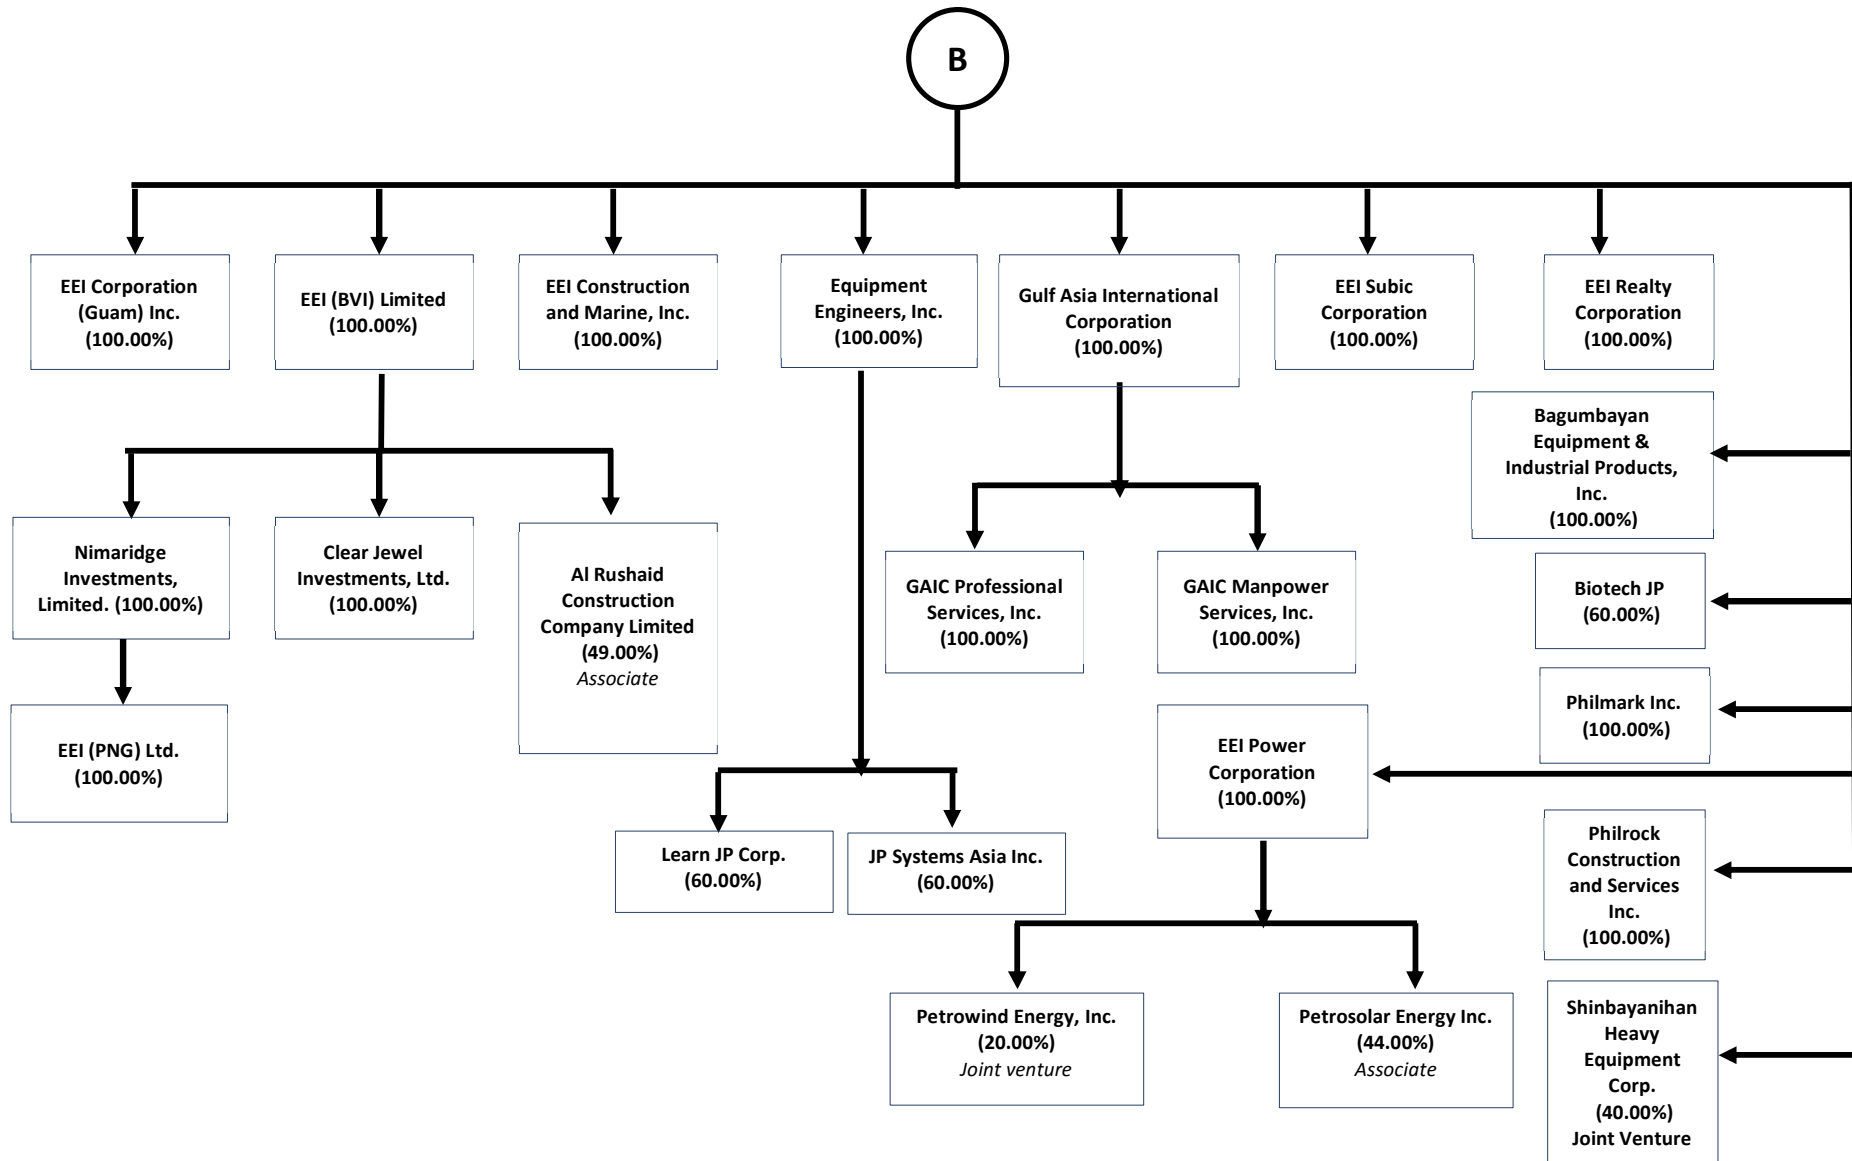 B
EEI Corporation
(Guam) Inc.
(100.00%)
EEI (BVI) Limited
(100.00%)
EEI Construction
and Marine, Inc.
(100.00%)
Equipment
Engineers, Inc.
(100.00%)
Gulf Asia International
Corporation
(100.00%)
EEI Subic
Corporation
(100.00%)
EEI Realty
Corporation
(100.00%)
Bagumbayan
Equipment &
Industrial Products,
Inc.
(100.00%)
Nimaridge
Investments,
Limited. (100.00%)
Clear Jewel
Investments, Ltd.
(100.00%)
Al Rushaid
Construction
Company Limited
(49.00%)
Associate
GAIC Professional
Services, Inc.
(100.00%)
GAIC Manpower
Services, Inc.
(100.00%)
Biotech JP
(60.00%)
Philmark Inc.
(100.00%)
EEI (PNG) Ltd.
(100.00%)
EEI Power
Corporation
(100.00%)
Learn JP Corp.
(60.00%)
JP Systems Asia Inc.
(60.00%)
Philrock
Construction
and Services
Inc.
(100.00%)
Petrowind Energy, Inc.
(20.00%)
Joint venture
Petrosolar Energy Inc.
(44.00%)
Associate
Shinbayanihan
Heavy
Equipment
Corp.
(40.00%)
Joint Venture